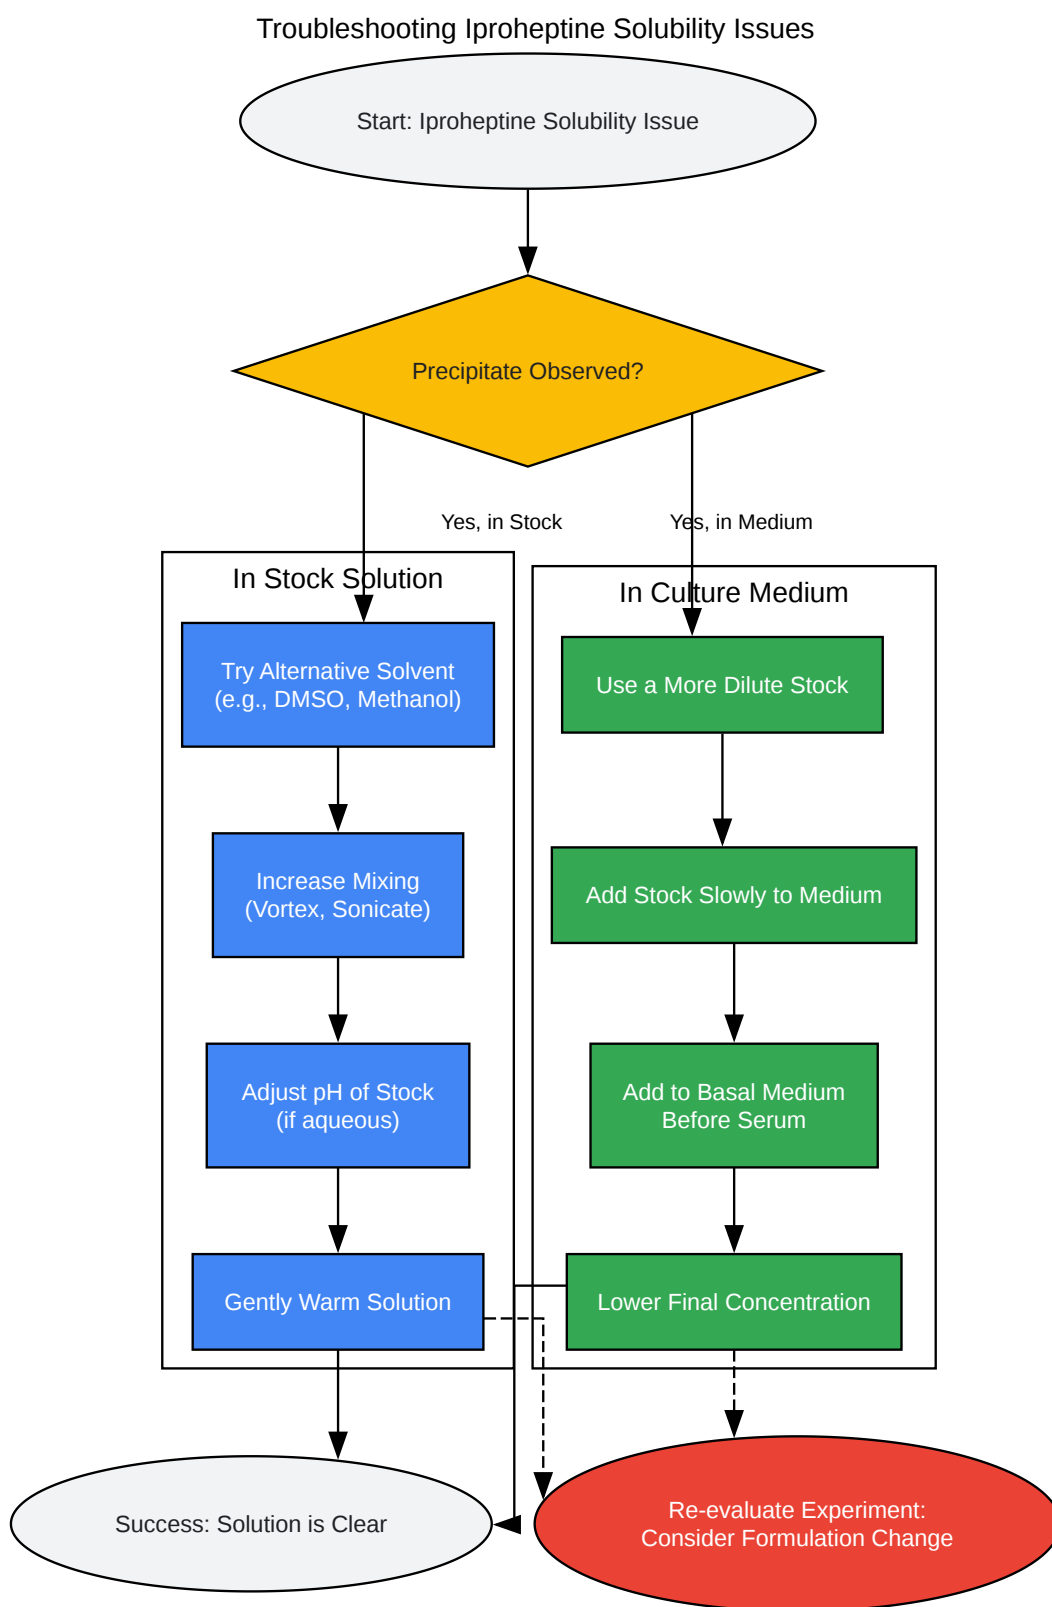 Troubleshooting Iproheptine Solubility Issues
Start: Iproheptine Solubility Issue
Precipitate Observed?
Yes, in Stock
Yes, in Medium
In Stock Solution
Try Alternative Solvent
(e.g., DMSO, Methanol)
Increase Mixing
(Vortex, Sonicate)
Adjust pH of Stock
(if aqueous)
Gently Warm Solution
In Culture Medium
Use a More Dilute Stock
Add Stock Slowly to Medium
Add to Basal Medium
Before Serum
Lower Final Concentration
Success: Solution is Clear
Re-evaluate Experiment:
Consider Formulation Change